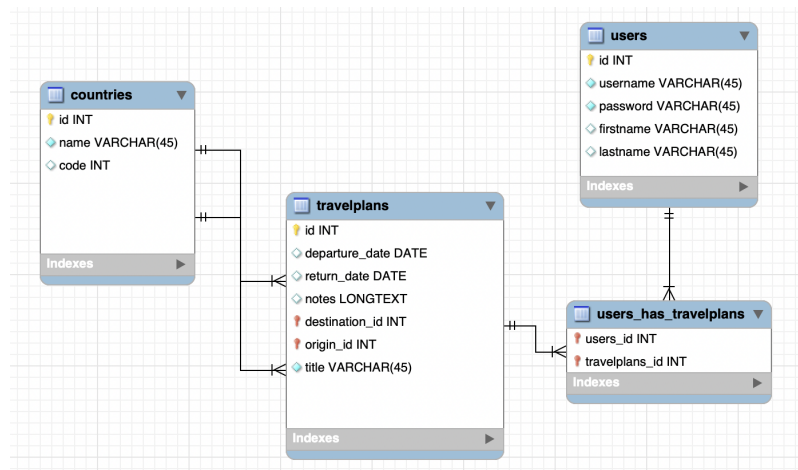 countries
id INT
name VARCHAR(45)
code INT
Indexes
travelplans
id INT
departure_date DATE
return_date DATE
notes LONGTEXT
destination_id INT
origin_id INT
title VARCHAR(45)
Indexes
users
id INT
username VARCHAR(45)
password VARCHAR(45)
firstname VARCHAR(45)
lastname VARCHAR(45)
Indexes
users_has_travelplans
users_id INT
travelplans_id INT
Indexes